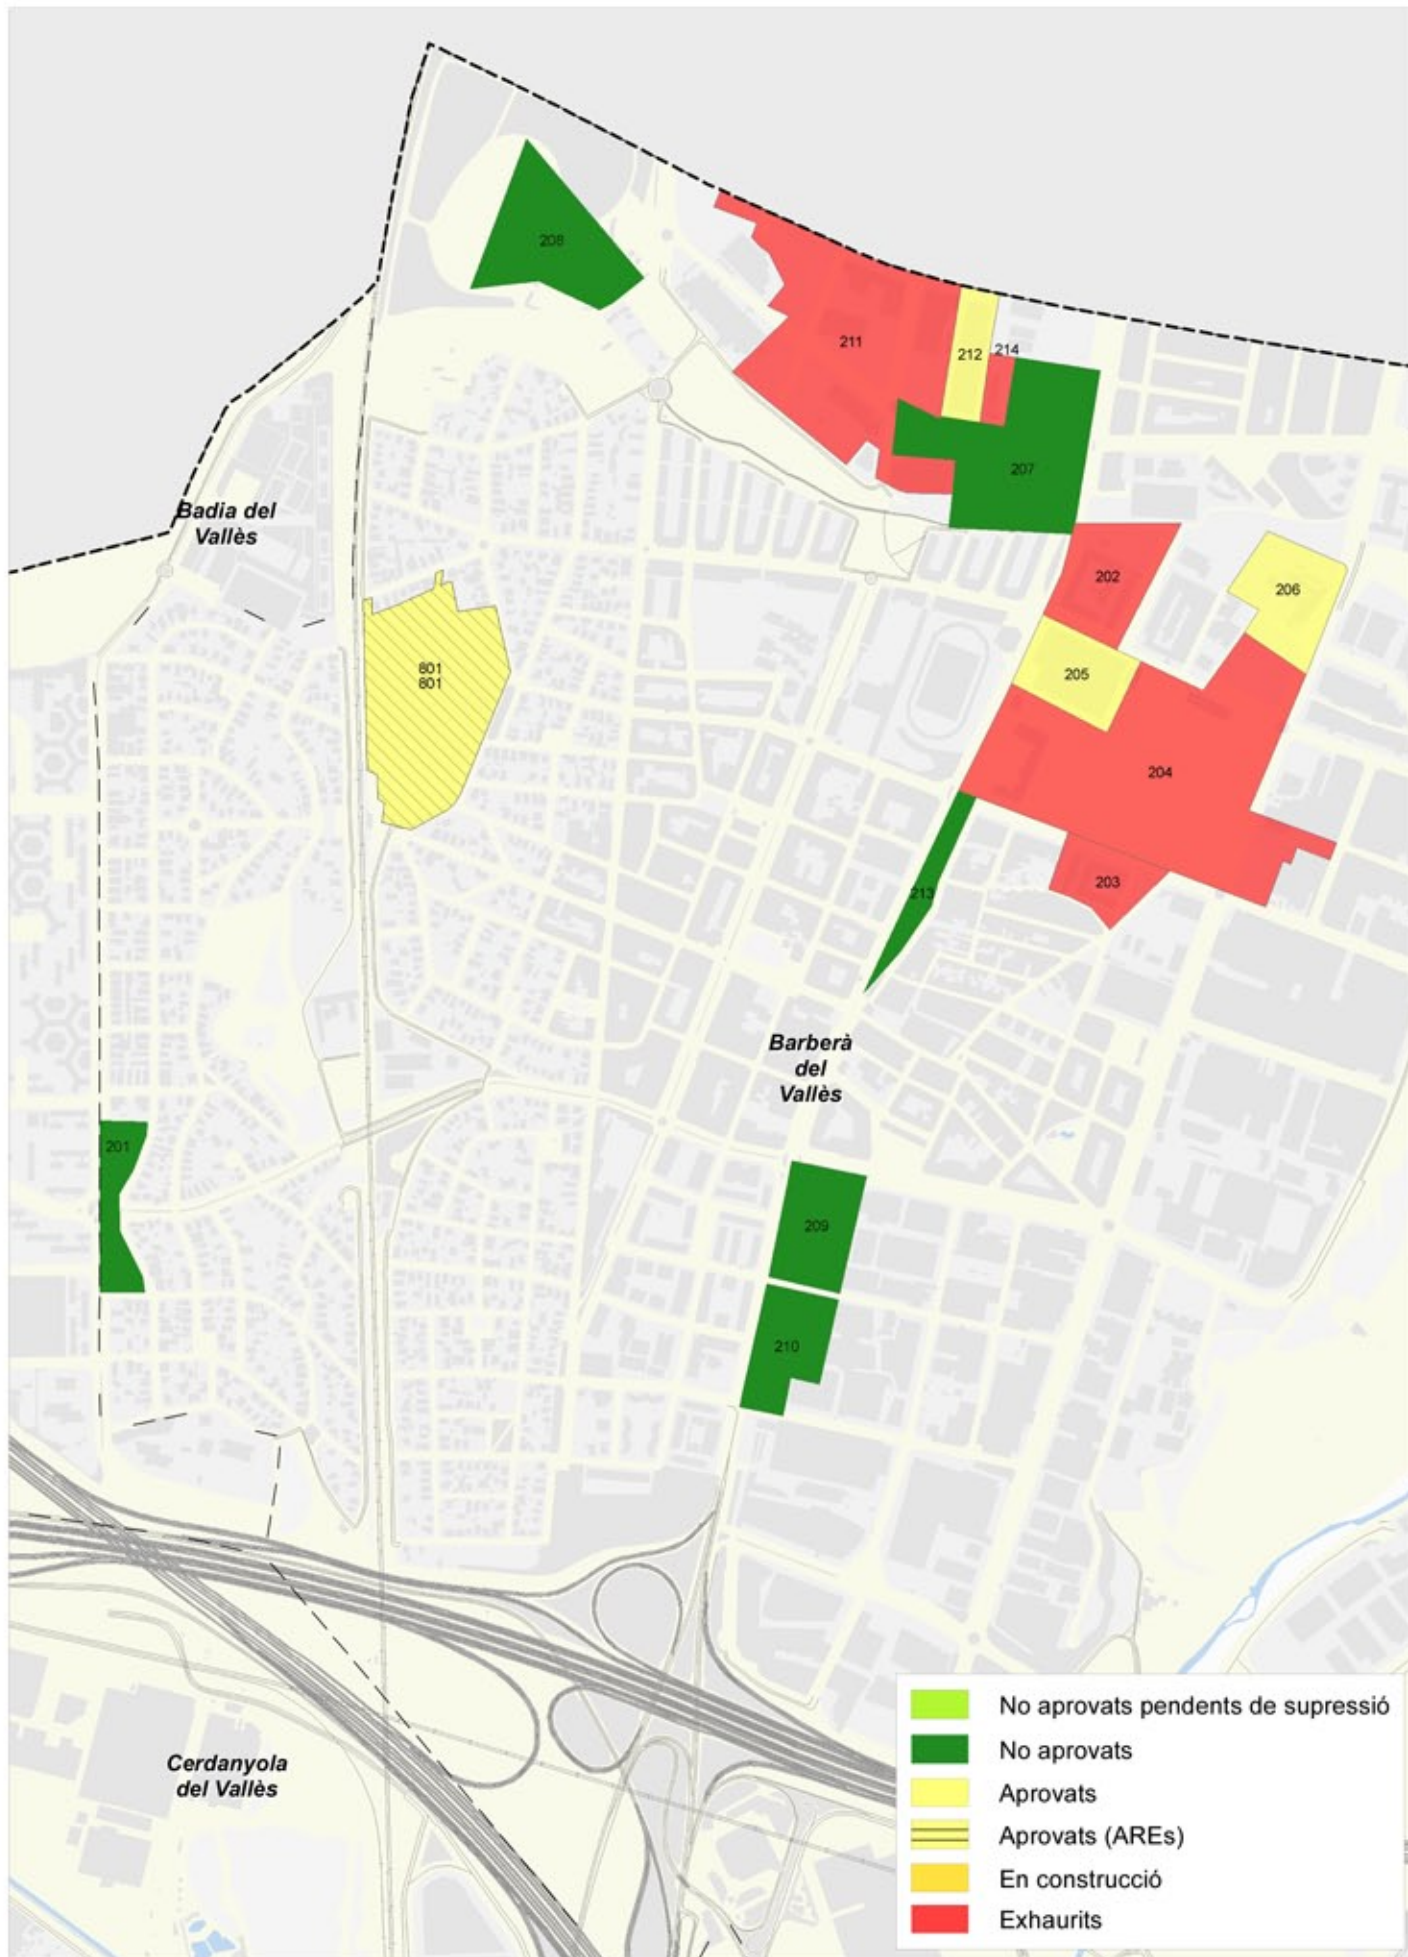 208
211
212
214
207
Badia del
Vallès
202
206
801
801
205
204
203
213
Barberà
del
Vallès
201
209
210
Cerdanyola
del Vallès
No aprovats pendents de supressió
No aprovats
Aprovats
Aprovats (AREs)
En construcció
Exhaurits